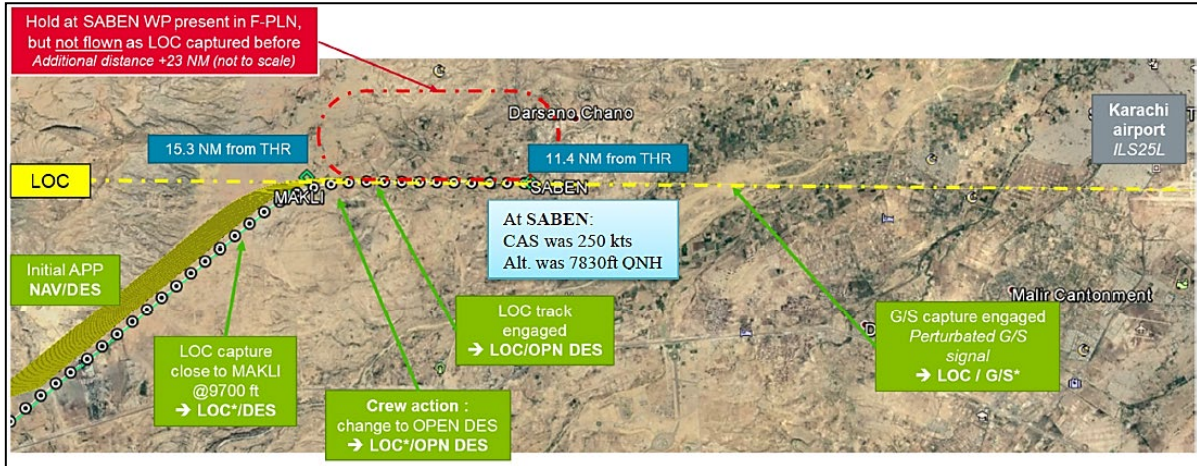 Hold at SABEN WP present in F-PLN,
but not flown as LOC captured before
Additional distance +23 NM (not to scale)
Darsano Chano
Karachi
airport
ILS25L
15.3 NM from THR
11.4 NM from THR
LOC
MAKLI
SABEN
At SABEN:
CAS was 250 kts
Alt. was 7830ft QNH
Initial APP
NAV/DES
Malir Cantonment
LOC capture
close to MAKLI
@9700 ft
→ LOC*/DES
LOC track
engaged
→ LOC/OPN DES
G/S capture engaged
Perturbated G/S
signal
→ LOC / G/S*
Crew action :
change to OPEN DES
→ LOC*/OPN DES